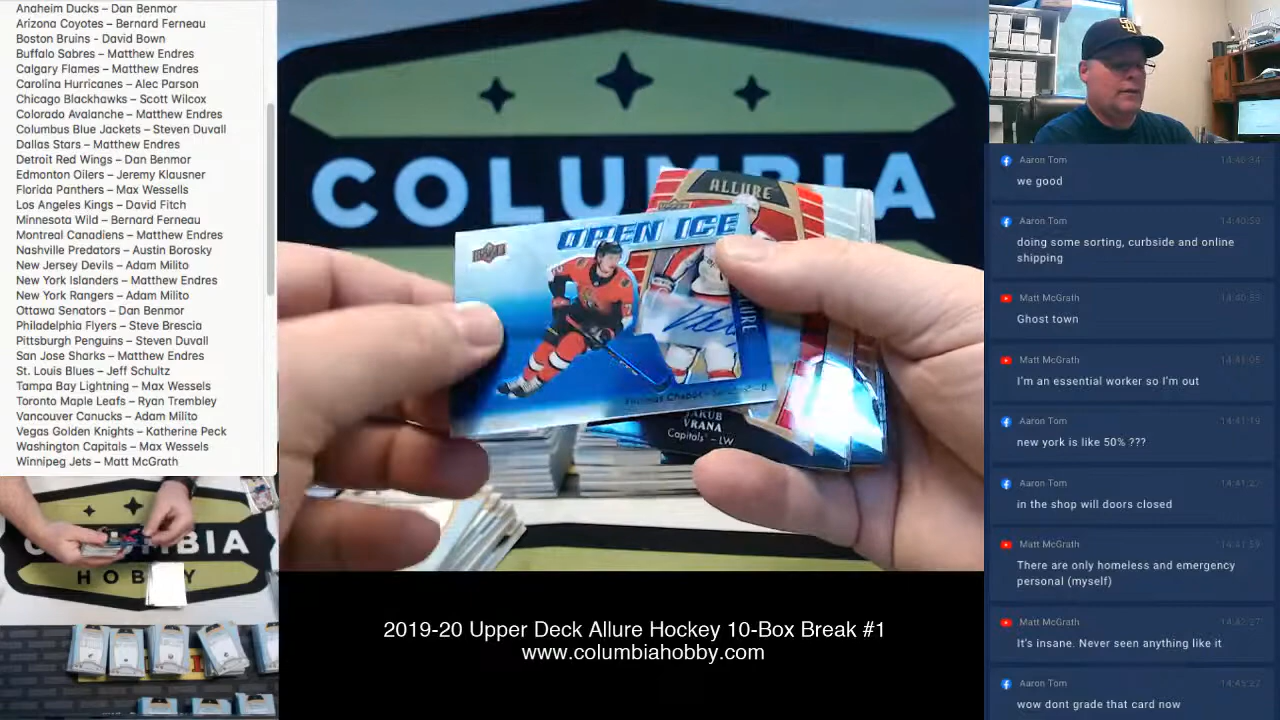 Anaheim Ducks – Dan Benmor
Arizona Coyotes – Bernard Ferneau
Boston Bruins - David Bown
Buffalo Sabres – Matthew Endres
Calgary Flames – Matthew Endres
Carolina Hurricanes – Alec Parson
Chicago Blackhawks – Scott Wilcox
Colorado Avalanche – Matthew Endres
Columbus Blue Jackets – Steven Duvall
Dallas Stars – Matthew Endres
Detroit Red Wings – Dan Benmor
Edmonton Oilers – Jeremy Klausner
Florida Panthers – Max Wessells
Los Angeles Kings – David Fitch
Minnesota Wild – Bernard Ferneau
Montreal Canadiens – Matthew Endres
Nashville Predators – Austin Borosky
New Jersey Devils – Adam Milito
New York Islanders – Matthew Endres
New York Rangers – Adam Milito
Ottawa Senators – Dan Benmor
Philadelphia Flyers – Steve Brescia
Pittsburgh Penguins – Steven Duvall
San Jose Sharks – Matthew Endres
St. Louis Blues – Jeff Schultz
Tampa Bay Lightning – Max Wessels
Toronto Maple Leafs – Ryan Trembley
Vancouver Canucks – Adam Milito
Vegas Golden Knights – Katherine Peck
Washington Capitals – Max Wessels
Winnipeg Jets – Matt McGrath
COLUMBIA
ALLURE
OPEN ICE
ALLURE
JAKUB
VRANA
Capitals – LW
COLUMBIA
HOBBY
2019-20 Upper Deck Allure Hockey 10-Box Break #1
www.columbiahobby.com
Aaron Tom
we good
Aaron Tom
doing some sorting, curbside and online
shipping
Matt McGrath
Ghost town
Matt McGrath 14:41:05
I'm an essential worker so I'm out
Aaron Tom 14:41:19
new york is like 50% ???
Aaron Tom
in the shop will doors closed
Matt McGrath 14:41:59
There are only homeless and emergency
personal (myself)
Matt McGrath
It's insane. Never seen anything like it
Aaron Tom
wow dont grade that card now